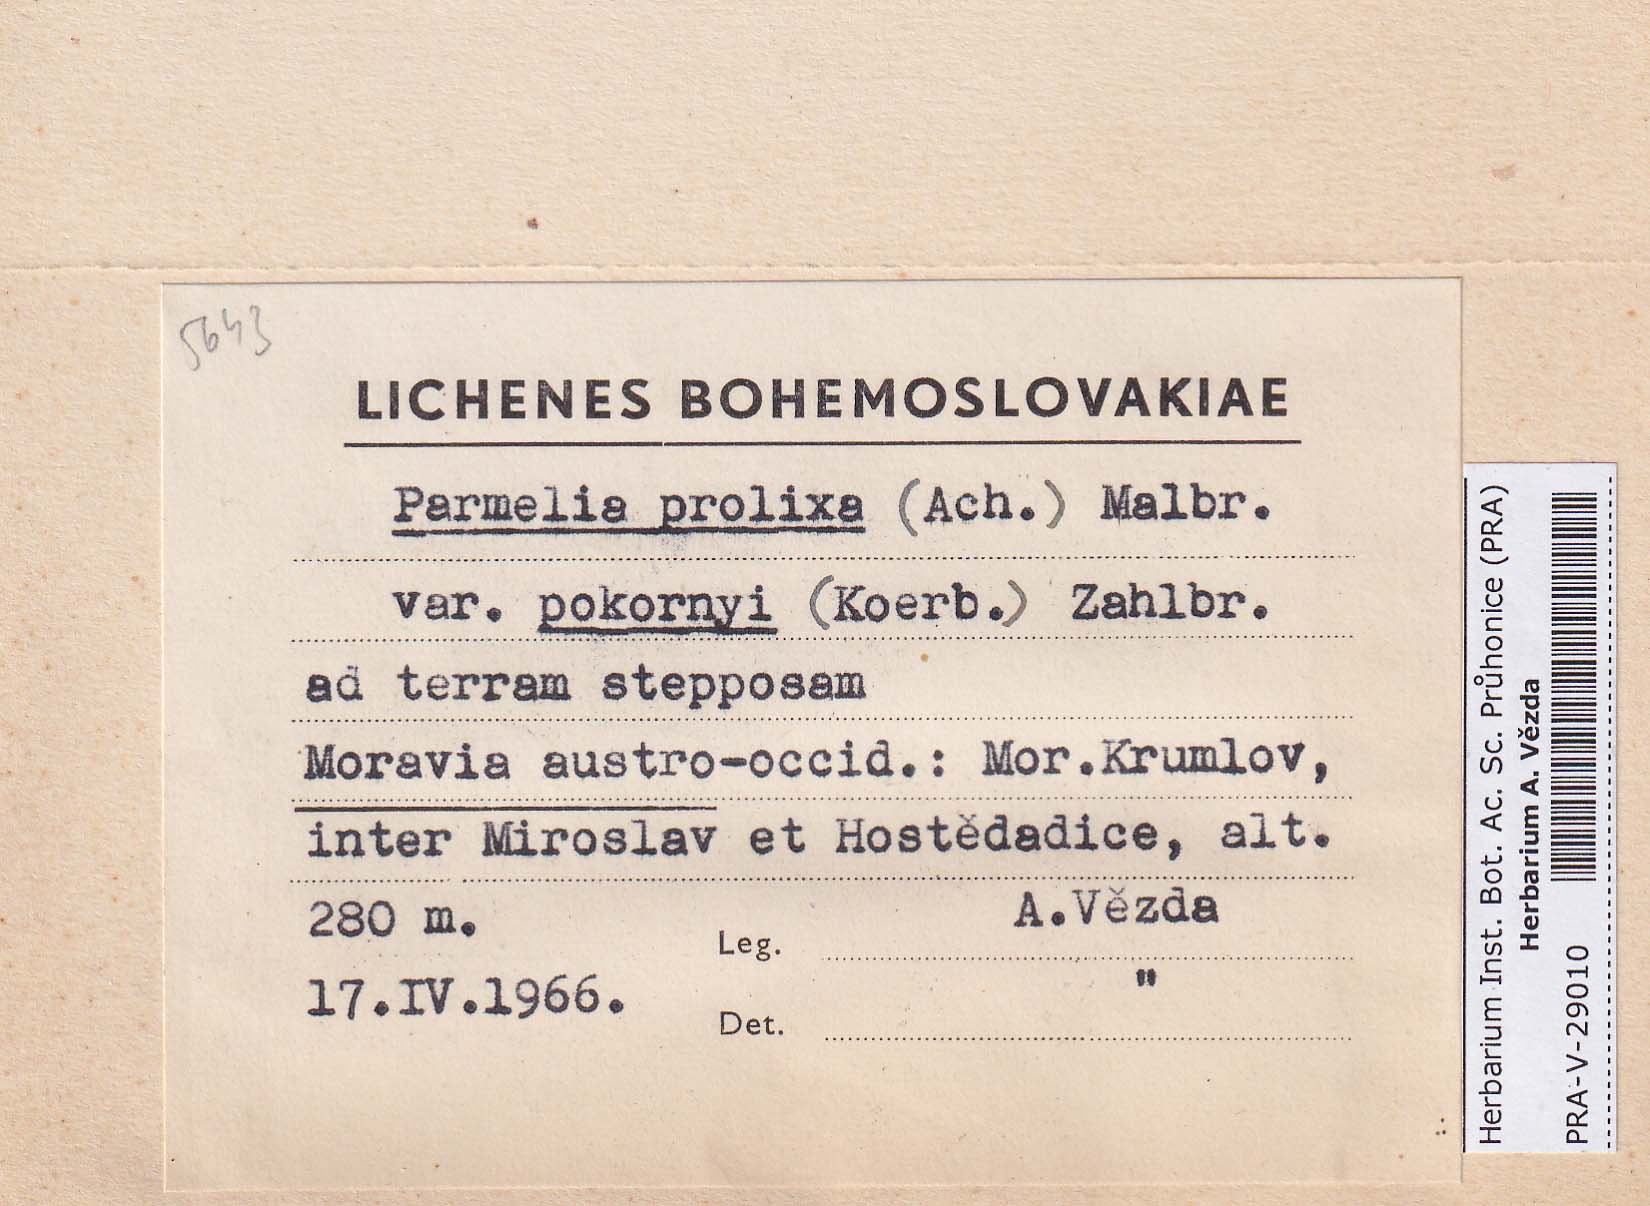 5643
LICHENES BOHEMOSLOVAKIAE
Parmelia prolixa (Ach.) Malbr.
var. pokornyi (Koerb.) Zahlbr.
ad terram stepposam
Moravia austro-occid.: Mor.Krumlov,
inter Miroslav et Hostědadice, alt.
280 m.
17.IV.1966.
Leg. A.Vězda
Det. "
Herbarium Inst. Bot. Ac. Sc. Průhonice (PRA)
Herbarium A. Vězda
PRA-V-29010